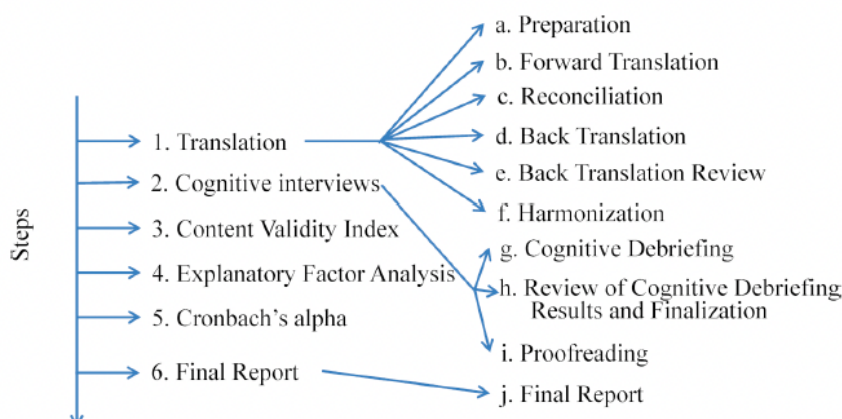 Steps
1. Translation
2. Cognitive interviews
3. Content Validity Index
4. Explanatory Factor Analysis
5. Cronbach's alpha
6. Final Report
a. Preparation
b. Forward Translation
c. Reconciliation
d. Back Translation
e. Back Translation Review
f. Harmonization
g. Cognitive Debriefing
h. Review of Cognitive Debriefing
Results and Finalization
i. Proofreading
j. Final Report